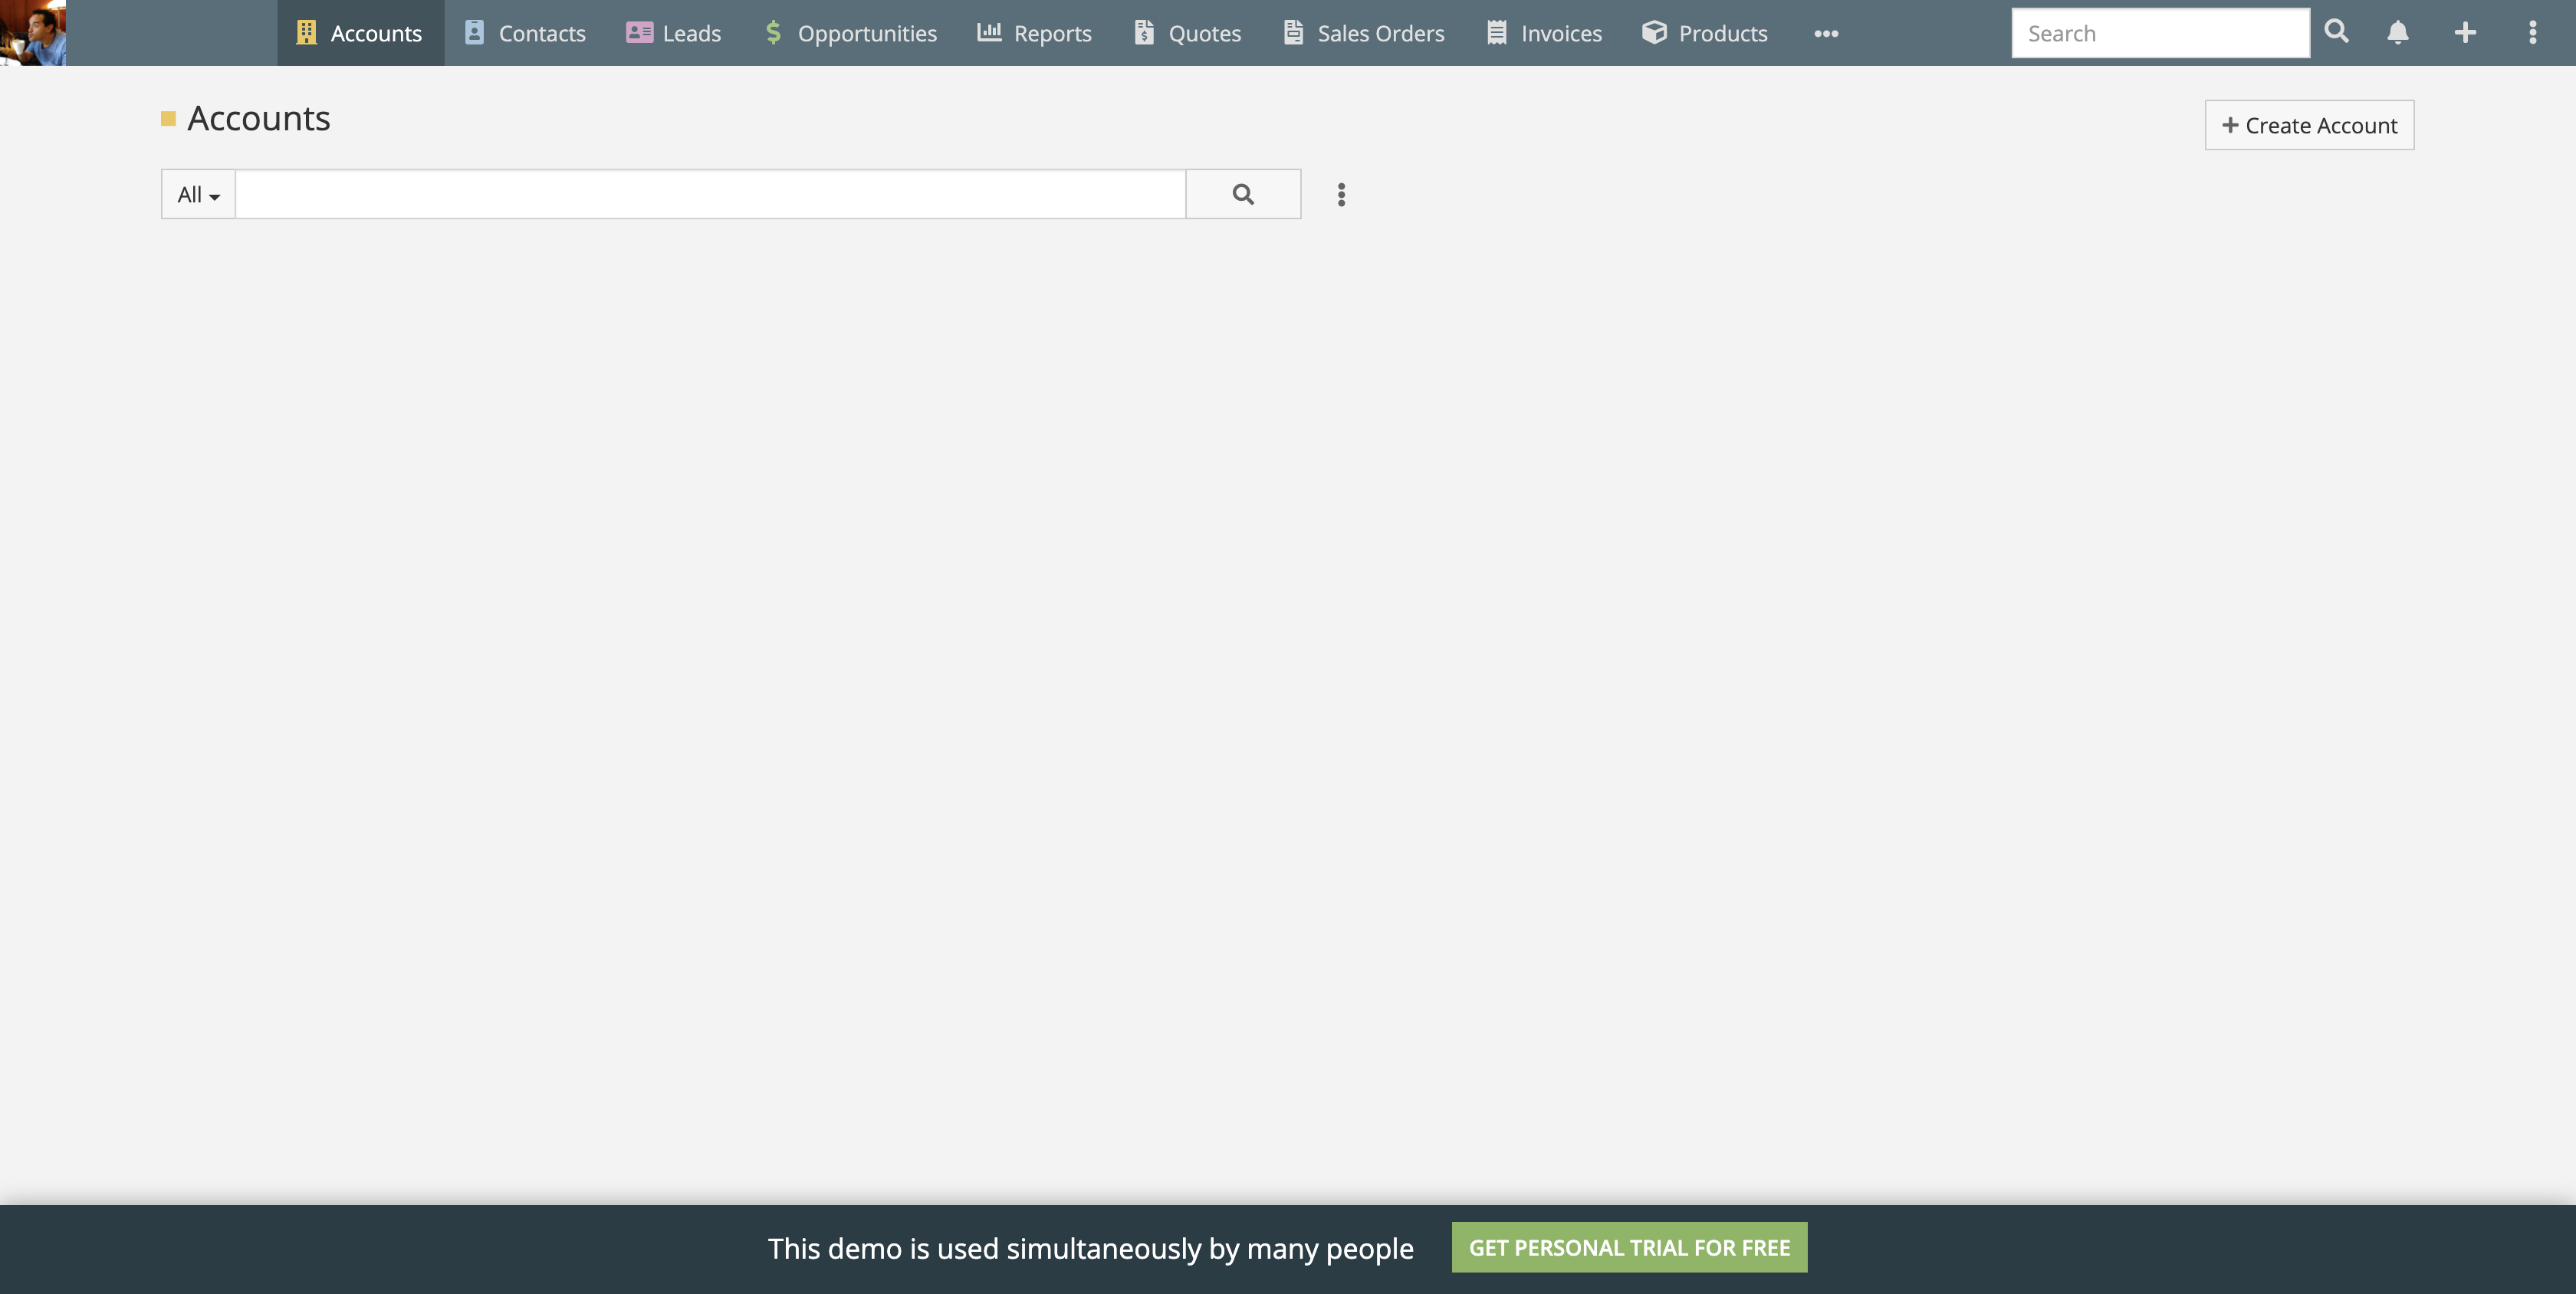 Accounts
Contacts
Leads
Opportunities
Reports
Quotes
Sales Orders
Invoices
Products
Search
Accounts
Create Account
All
This demo is used simultaneously by many people
GET PERSONAL TRIAL FOR FREE